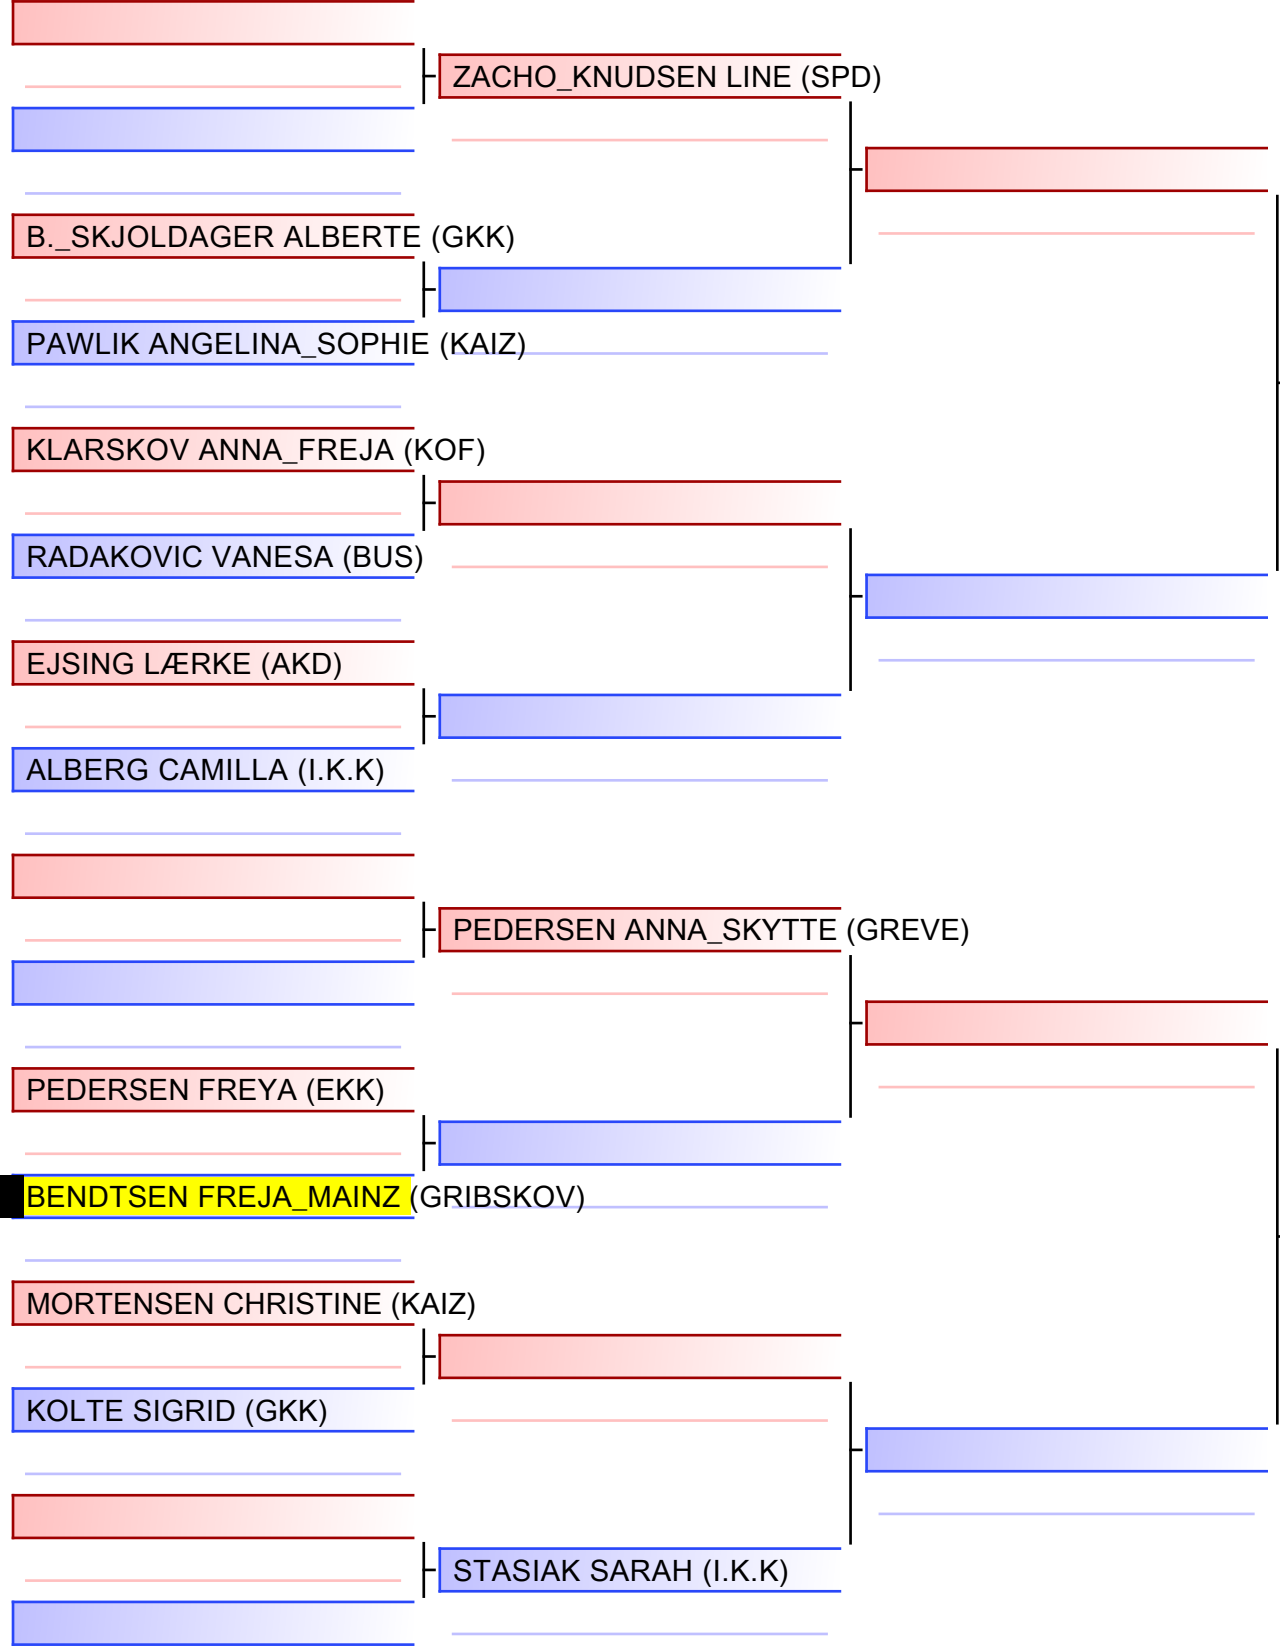 ZACHO_KNUDSEN LINE (SPD)
B._SKJOLDAGER ALBERTE (GKK)
PAWLIK ANGELINA_SOPHIE (KAIZ)
KLARSKOV ANNA_FREJA (KOF)
RADAKOVIC VANESA (BUS)
EJSING LÆRKE (AKD)
ALBERG CAMILLA (I.K.K)
PEDERSEN ANNA_SKYTTE (GREVE)
PEDERSEN FREYA (EKK)
BENDTSEN FREJA_MAINZ (GRIBSKOV)
MORTENSEN CHRISTINE (KAIZ)
KOLTE SIGRID (GKK)
STASIAK SARAH (I.K.K)